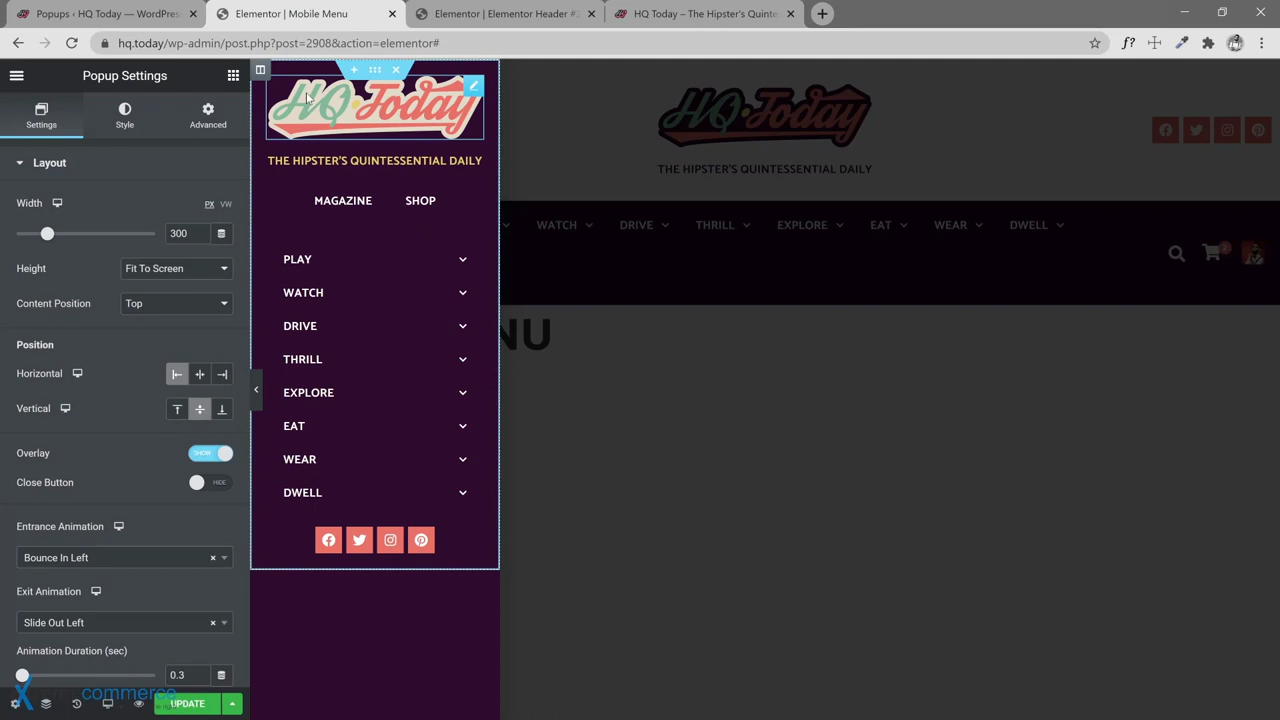 Popups ‹ HQ Today — WordPres
Elementor | Mobile Menu
Elementor | Elementor Header #2
HQ Today – The Hipster's Quinte
hq.today/wp-admin/post.php?post=2908&action=elementor#
Popup Settings
Settings
Style
Advanced
Layout
Width
PX
VW
300
Height
Fit To Screen
Content Position
Top
Position
Horizontal
Vertical
Overlay
SHOW
Close Button
HIDE
Entrance Animation
Bounce In Left
Exit Animation
Slide Out Left
Animation Duration (sec)
0.3
commerce
UPDATE
HQ·Today
THE HIPSTER'S QUINTESSENTIAL DAILY
MAGAZINE
SHOP
PLAY
WATCH
DRIVE
THRILL
EXPLORE
EAT
WEAR
DWELL
HQ·Today
THE HIPSTER'S QUINTESSENTIAL DAILY
WATCH
DRIVE
THRILL
EXPLORE
EAT
WEAR
DWELL
2
NU